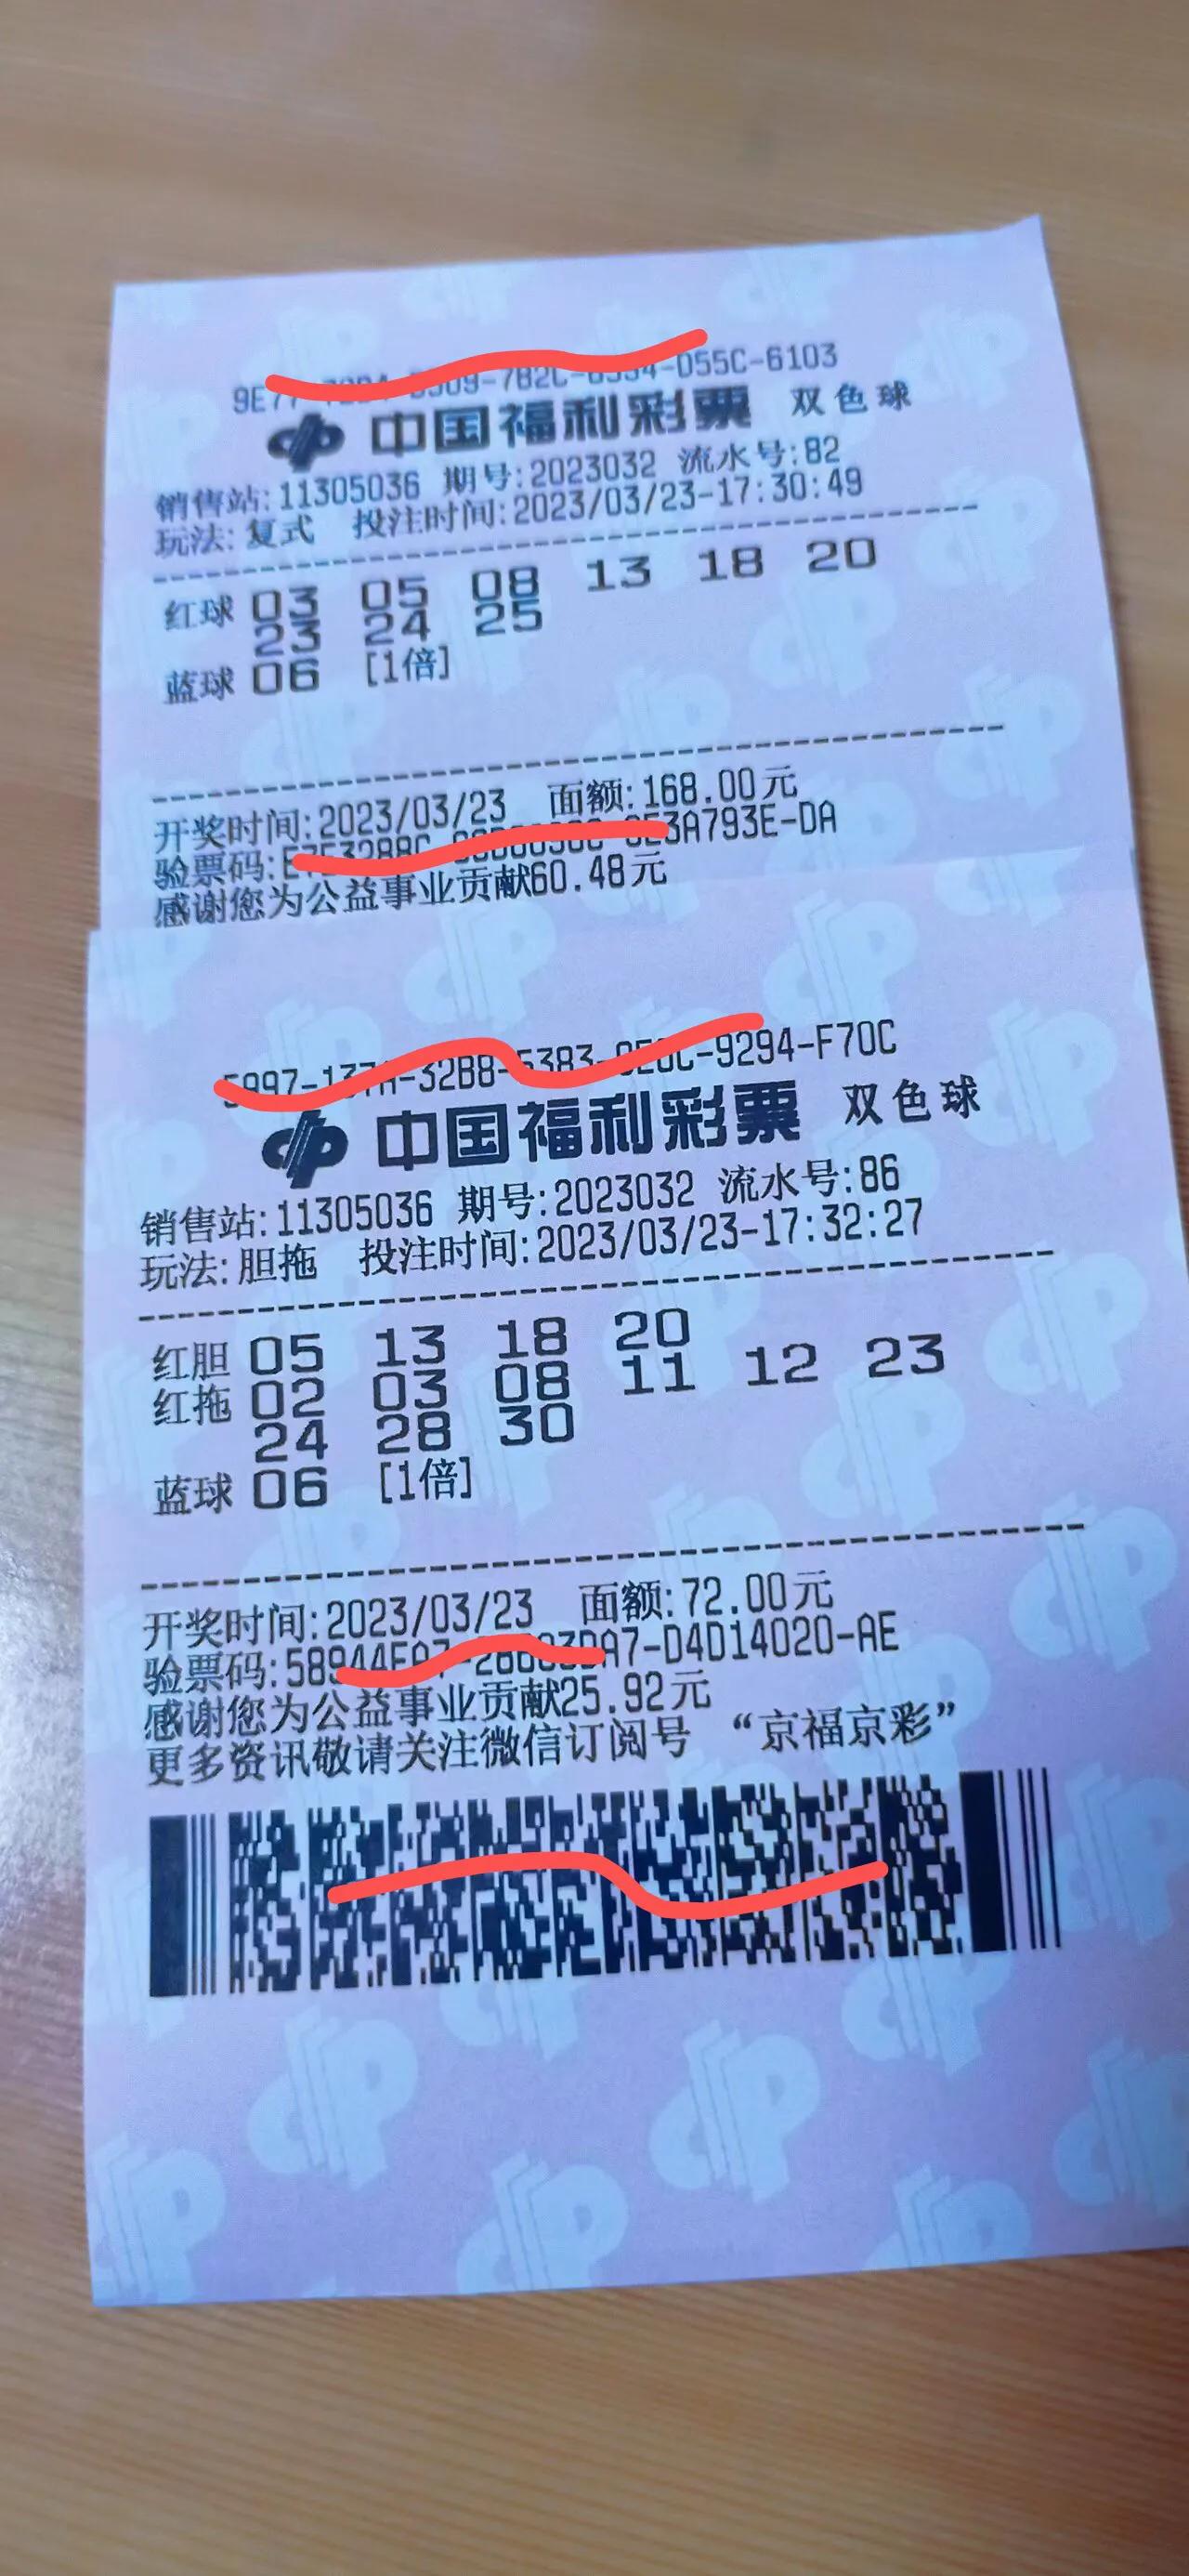 -D55C-6103
中国福利彩票 双色球
销售站:11305036 期号:2023032 流水号:82
玩法:复式 投注时间:2023/03/23-17:30:49
红球 03 05 08 13 18 20
23 24 25
蓝球 06 [1倍]
开奖时间:2023/03/23 面额:168.00元
验票码: 3A793E-DA
感谢您为公益事业贡献60.48元
-32B8- -9294-F70C
中国福利彩票 双色球
销售站:11305036 期号:2023032 流水号:86
玩法:胆拖 投注时间:2023/03/23-17:32:27
红胆 05 13 18 20
红拖 02 03 08 11 12 23
24 28 30
蓝球 06 [1倍]
开奖时间:2023/03/23 面额:72.00元
验票码: A7-D4D14020-AE
感谢您为公益事业贡献25.92元
更多资讯敬请关注微信订阅号 “京福京彩”